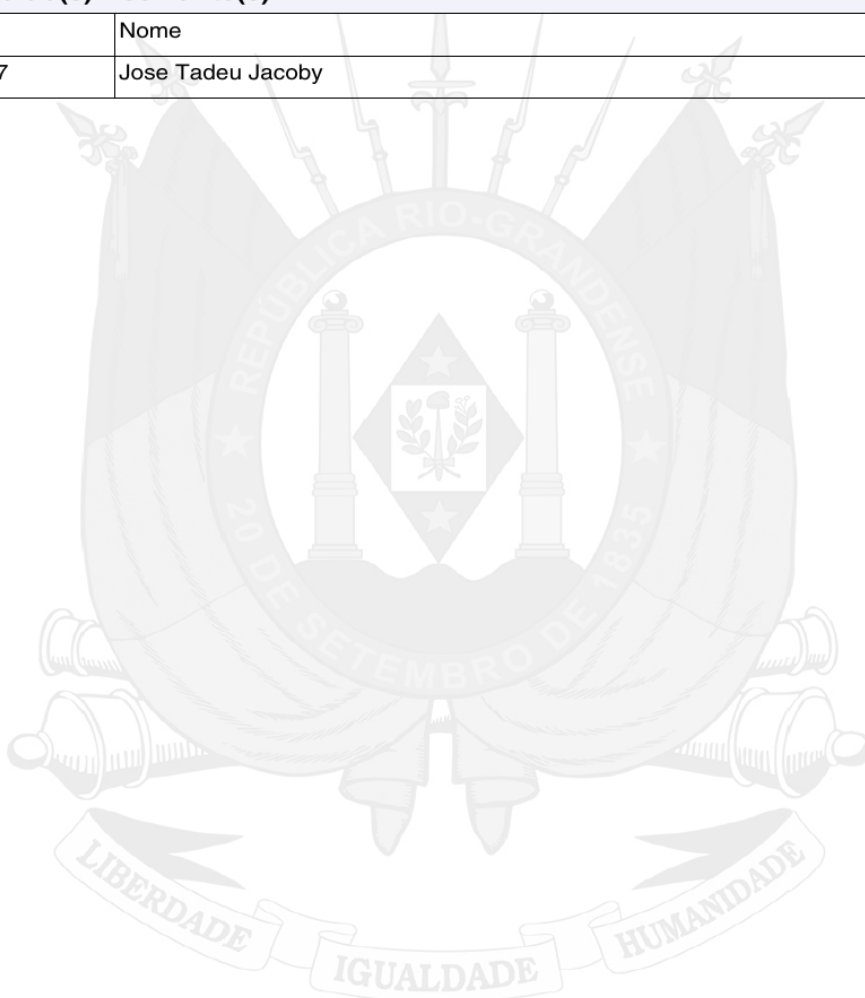 Nome
7 Jose Tadeu Jacoby
REPÚBLICA RIO-GRANDENSE
20 DE SETEMBRO DE 1835
LIBERDADE
IGUALDADE
HUMANIDADE